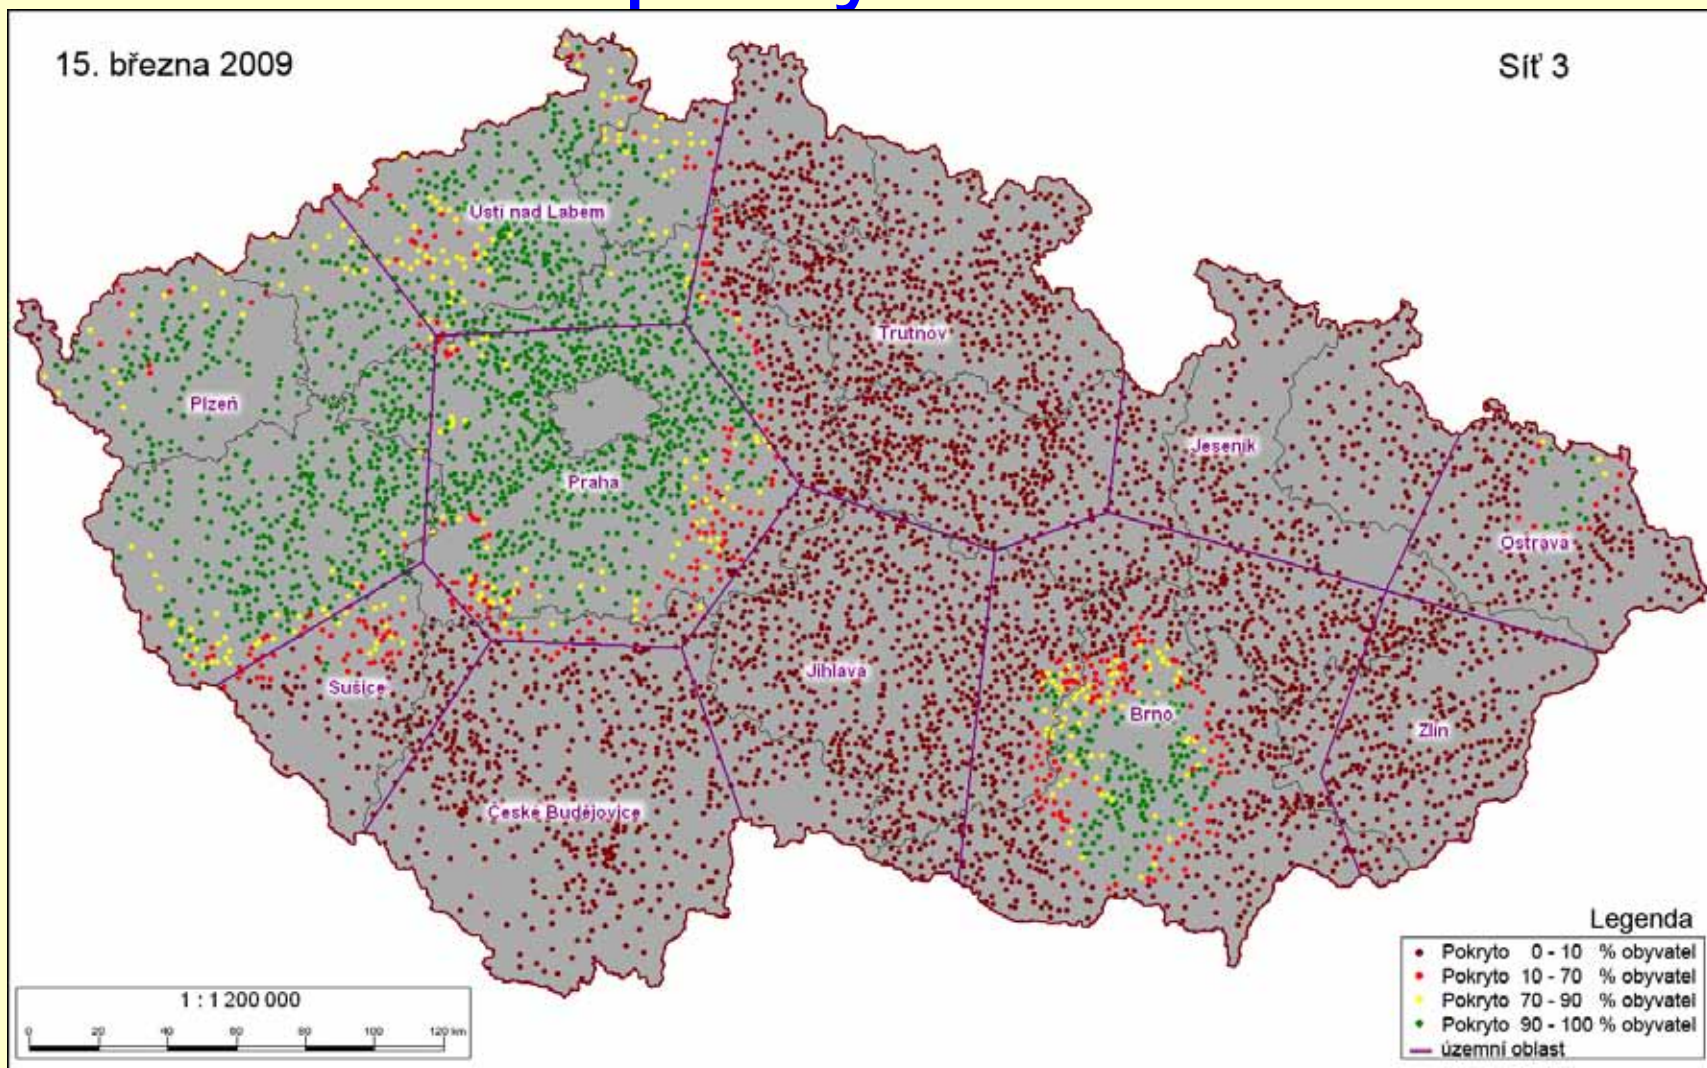 15. března 2009
Síť 3
Ústí nad Labem
Trutnov
Plzeň
Jeseník
Praha
Ostrava
Jihlava
Sušice
Brno
Zlín
České Budějovice
Legenda
Pokryto 0 - 10 % obyvatel
Pokryto 10 - 70 % obyvatel
Pokryto 70 - 90 % obyvatel
Pokryto 90 - 100 % obyvatel
územní oblast
1 : 1 200 000
0 20 40 60 80 100 120 km